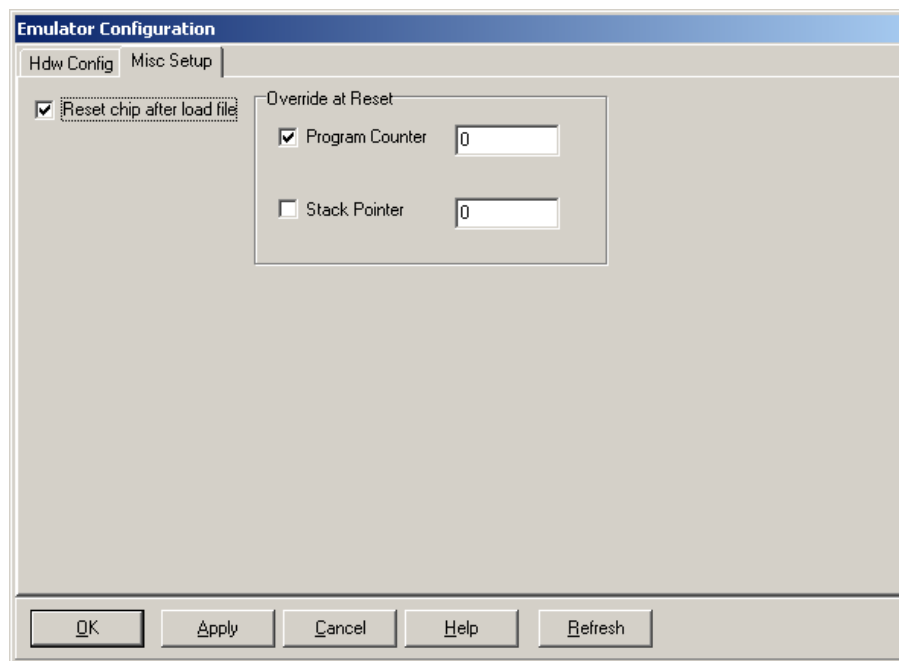 Emulator Configuration
Hdw Config Misc Setup
Reset chip after load file
Override at Reset
Program Counter 0
Stack Pointer 0
OK Apply Cancel Help Refresh